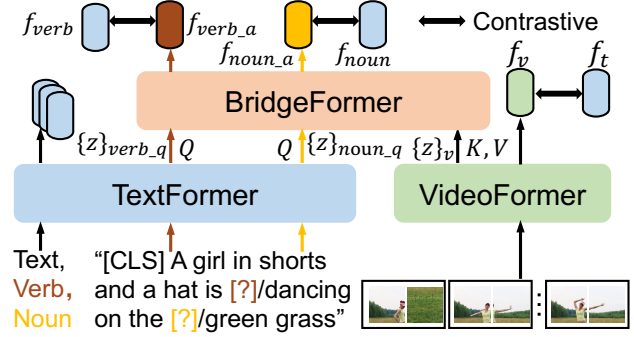 f_verb f_verb_a f_noun_a f_noun Contrastive
f_v f_t
BridgeFormer
{z}_verb_q Q Q {z}_noun_q {z}_v K, V
TextFormer VideoFormer
Text, "[CLS] A girl in shorts
Verb, and a hat is [?]/dancing
Noun on the [?]/green grass"
: